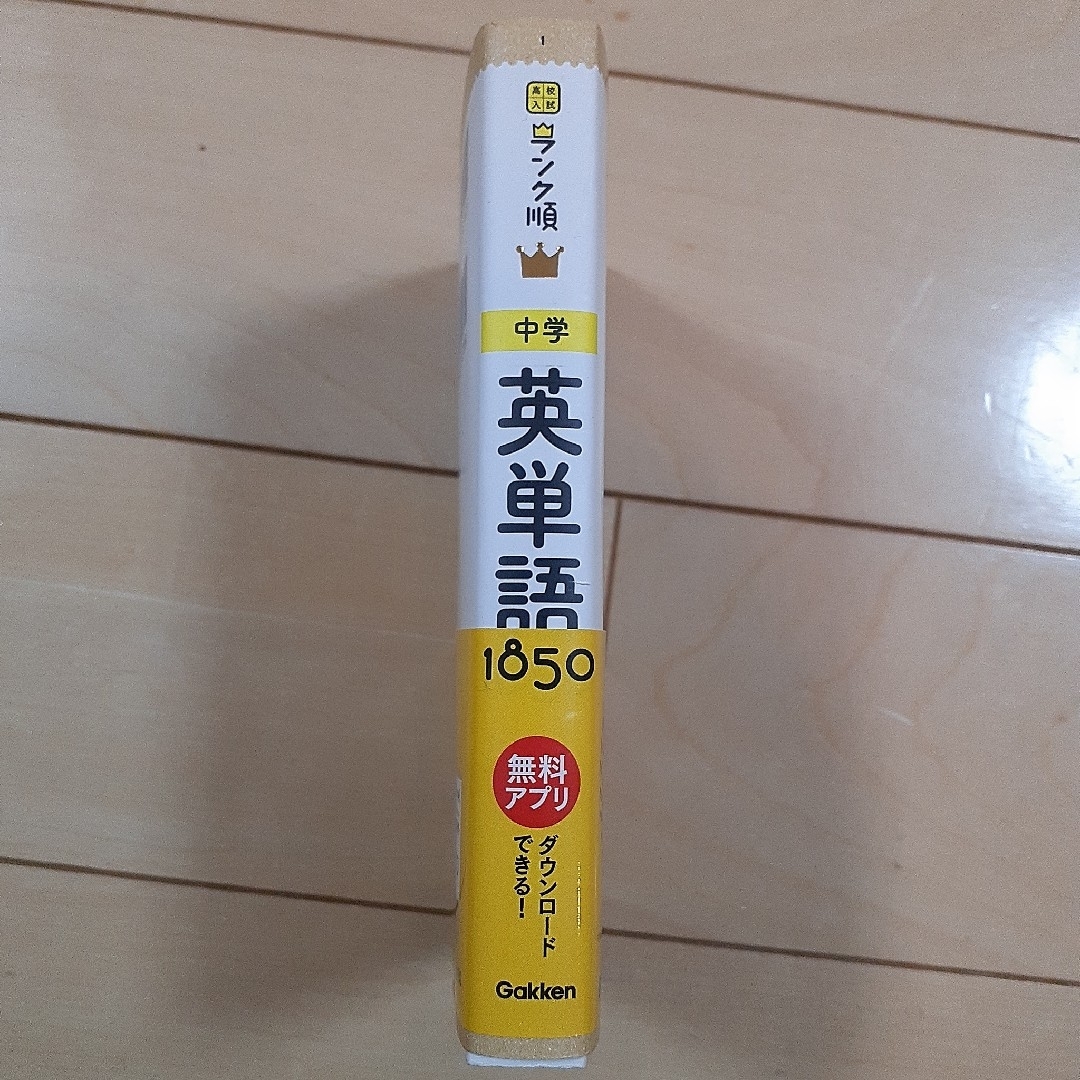 1
高校
入試
ランク順
中学
英単語
1850
無料
アプリ
ダウンロード
できる!
Gakken